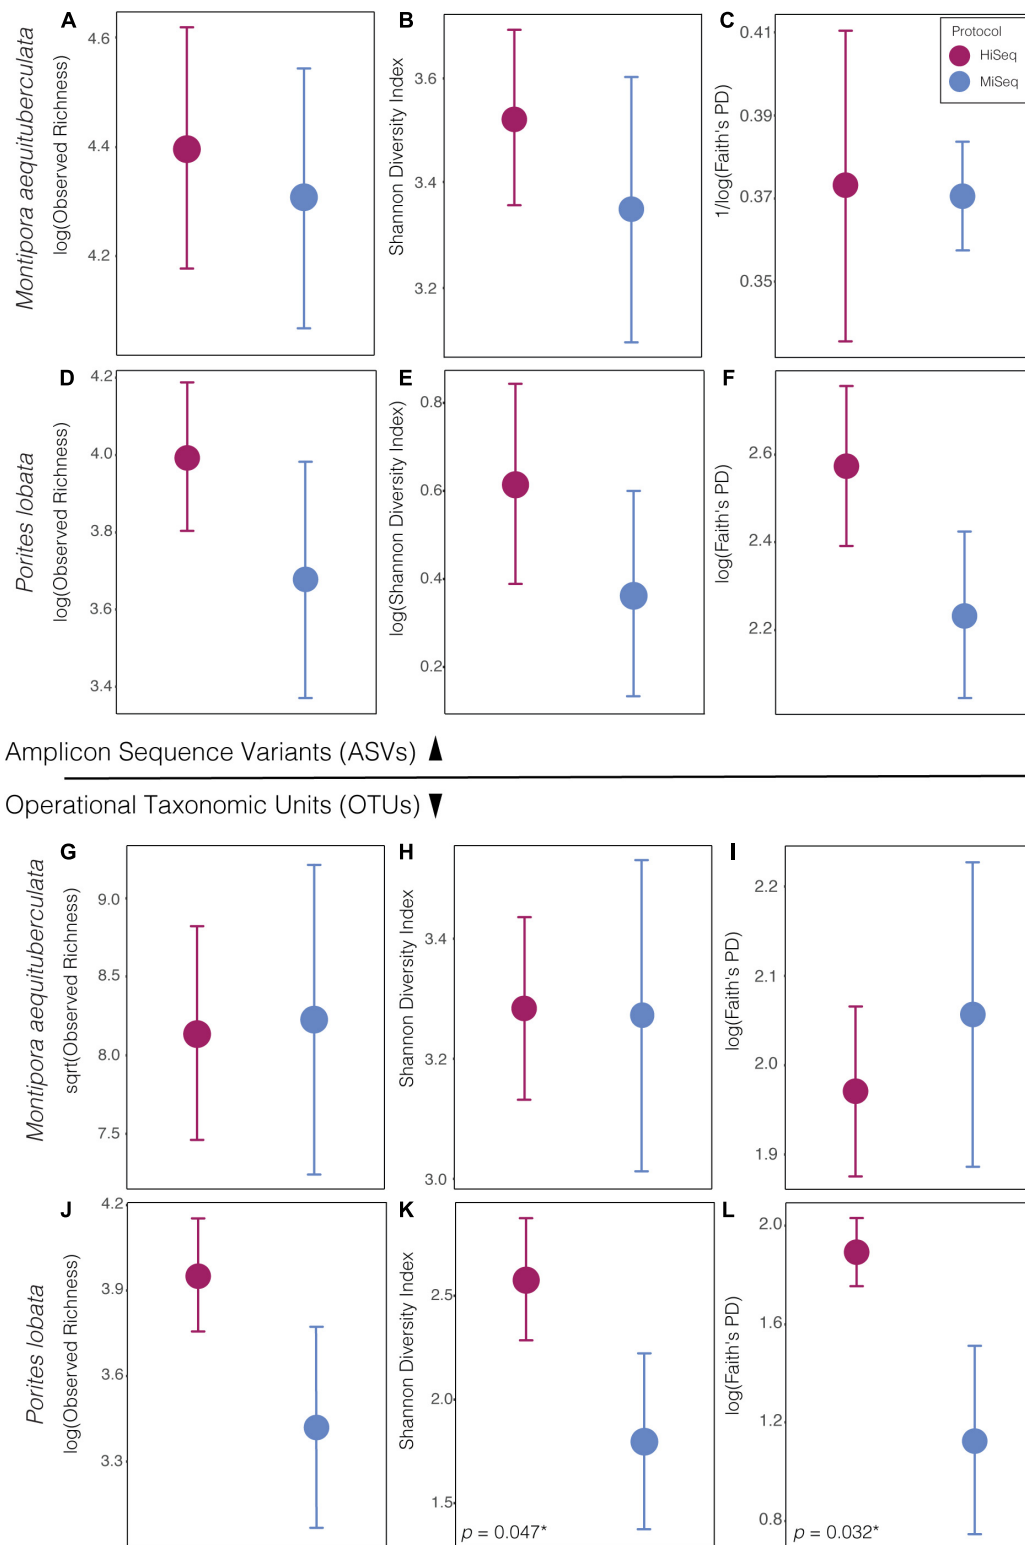 A
B
C
Montipora aequituberculata
log(Observed Richness)
4.6
4.4
4.2
Shannon Diversity Index
3.6
3.4
3.2
1/log(Faith's PD)
0.41
0.39
0.37
0.35
Protocol
HiSeq
MiSeq
D
E
F
Porites lobata
log(Observed Richness)
4.2
4.0
3.8
3.6
3.4
log(Shannon Diversity Index)
0.8
0.6
0.4
0.2
log(Faith's PD)
2.6
2.4
2.2
Amplicon Sequence Variants (ASVs)
Operational Taxonomic Units (OTUs)
G
H
I
Montipora aequituberculata
sqrt(Observed Richness)
9.0
8.5
8.0
7.5
Shannon Diversity Index
3.4
3.2
3.0
log(Faith's PD)
2.2
2.1
2.0
1.9
J
K
L
Porites lobata
log(Observed Richness)
4.2
3.9
3.6
3.3
Shannon Diversity Index
2.5
2.0
1.5
p = 0.047*
log(Faith's PD)
2.0
1.6
1.2
0.8
p = 0.032*